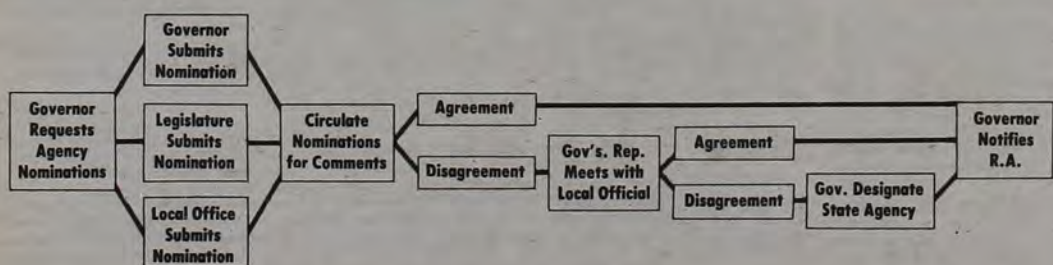 Governor
Submits
Nomination
Governor
Requests
Agency
Nominations
Legislature
Submits
Nomination
Local Office
Submits
Nomination
Circulate
Nominations
for Comments
Agreement
Disagreement
Gov's. Rep.
Meets with
Local Official
Agreement
Disagreement
Gov. Designate
State Agency
Governor
Notifies
R.A.